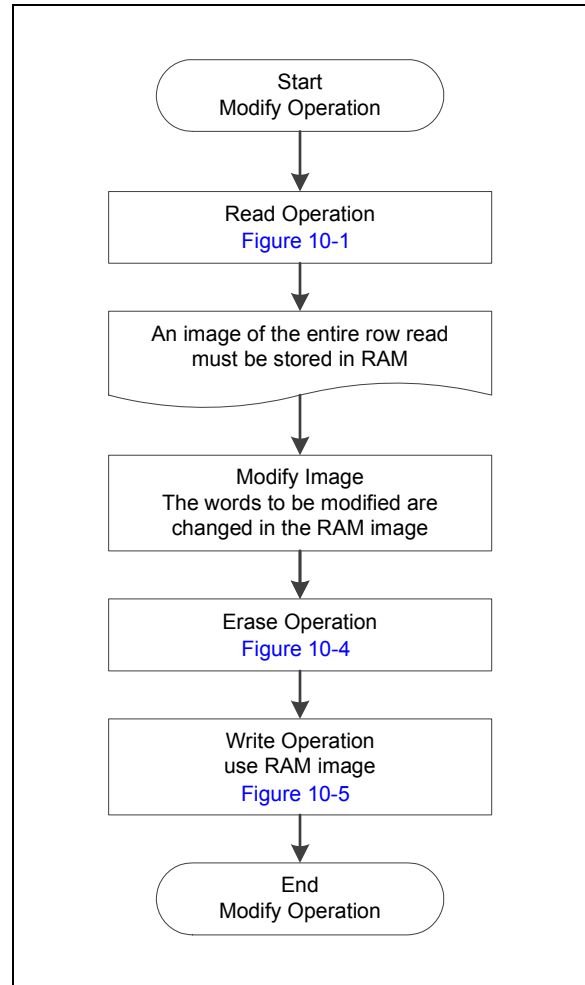 Start
Modify Operation
Read Operation
Figure 10-1
An image of the entire row read
must be stored in RAM
Modify Image
The words to be modified are
changed in the RAM image
Erase Operation
Figure 10-4
Write Operation
use RAM image
Figure 10-5
End
Modify Operation